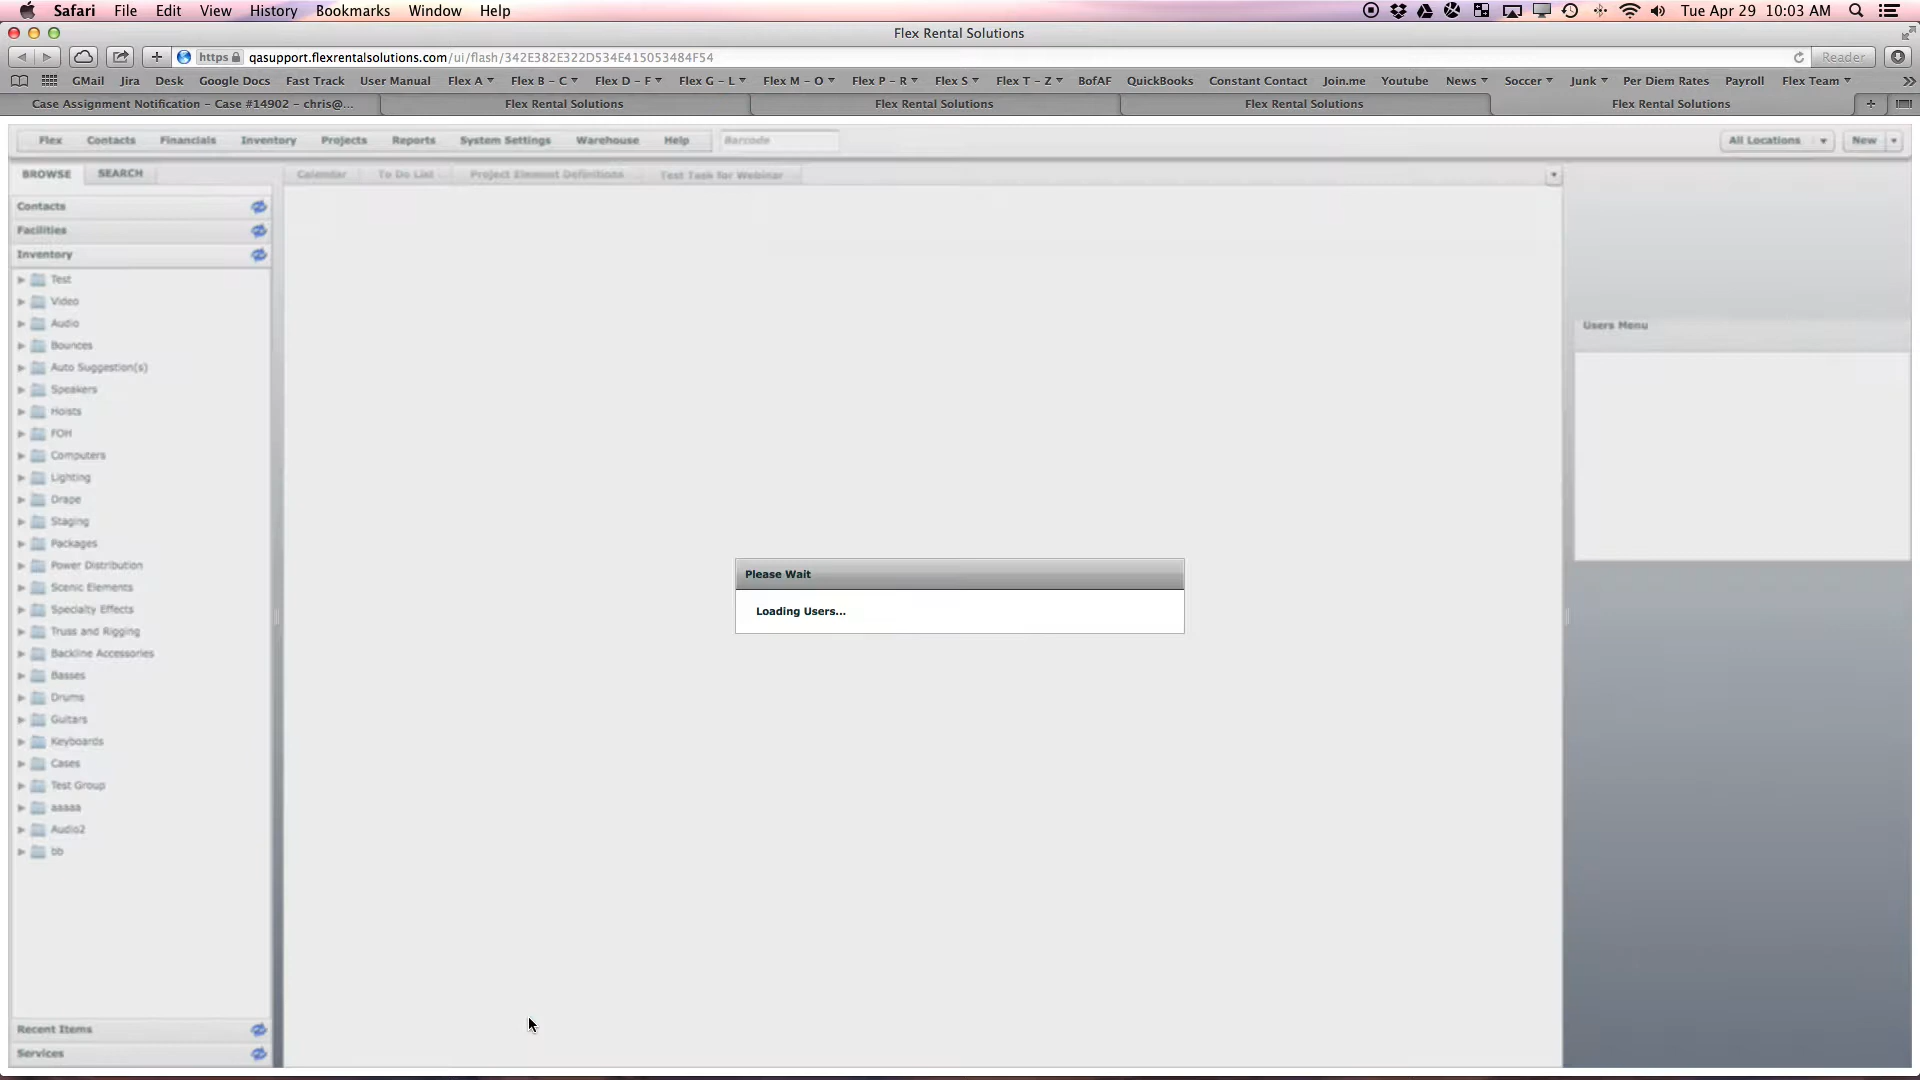 Safari File Edit View History Bookmarks Window Help Tue Apr 29 10:03 AM
Flex Rental Solutions
https qasupport.flexrentalsolutions.com/ui/flash/342E382E322D534E415053484F54 Reader
GMail Jira Desk Google Docs Fast Track User Manual Flex A Flex B – C Flex D – F Flex G – L Flex M – O Flex P – R Flex S Flex T – Z BofAF QuickBooks Constant Contact Join.me Youtube News Soccer Junk Per Diem Rates Payroll Flex Team
Case Assignment Notification – Case #14902 – chris@... Flex Rental Solutions Flex Rental Solutions Flex Rental Solutions Flex Rental Solutions
Flex Contacts Financials Inventory Projects Reports System Settings Warehouse Help Barcode All Locations New
BROWSE SEARCH Calendar To Do List Project Element Definitions Test Task for Webinar
Contacts
Facilities
Inventory
Test
Video
Audio
Bounces
Auto Suggestion(s)
Speakers
Hoists
FOH
Computers
Lighting
Drape
Staging
Packages
Power Distribution
Scenic Elements
Specialty Effects
Truss and Rigging
Backline Accessories
Basses
Drums
Guitars
Keyboards
Cases
Test Group
aaaaa
Audio2
bb
Recent Items
Services
Please Wait
Loading Users...
Users Menu